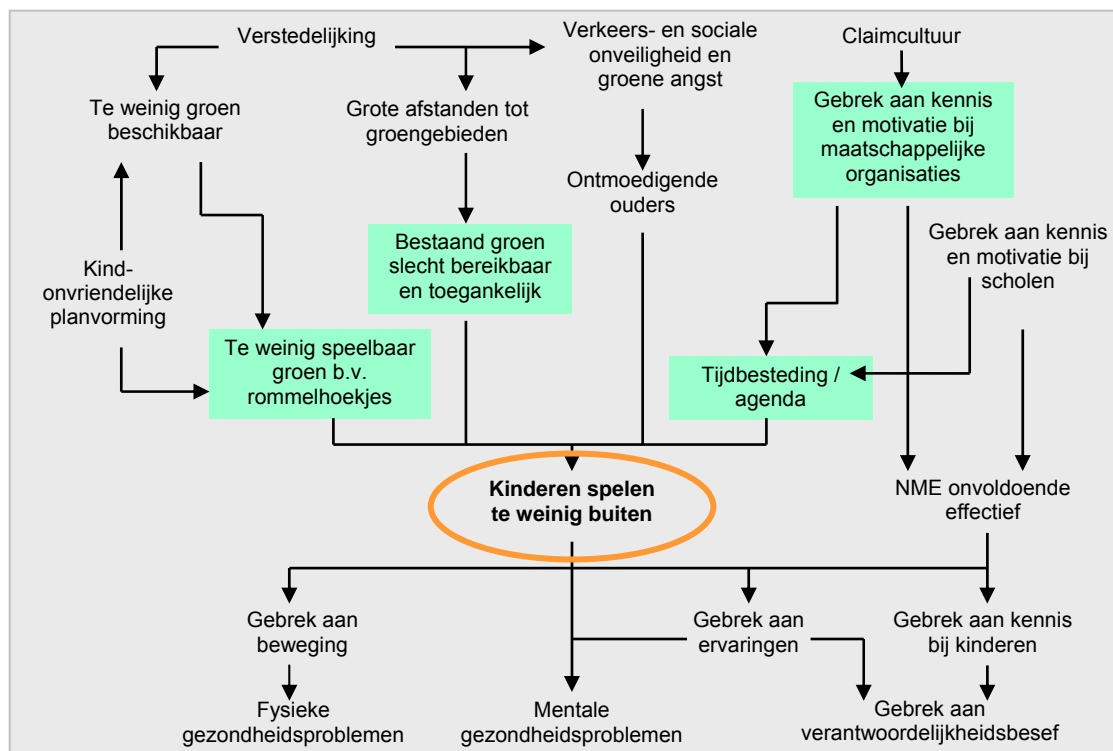 Verstedelijking
Verkeers- en sociale
onveiligheid en
groene angst
Claimcultuur
Te weinig groen
beschikbaar
Grote afstanden tot
groengebieden
Gebrek aan kennis
en motivatie bij
maatschappelijke
organisaties
Ontmoedigende
ouders
Kind-
onvriendelijke
planvorming
Bestaand groen
slecht bereikbaar
en toegankelijk
Gebrek aan kennis
en motivatie bij
scholen
Te weinig speelbaar
groen b.v.
rommelhoekjes
Tijdbesteding /
agenda
Kinderen spelen
te weinig buiten
NME onvoldoende
effectief
Gebrek aan
beweging
Gebrek aan
ervaringen
Gebrek aan kennis
bij kinderen
Fysieke
gezondheidsproblemen
Mentale
gezondheidsproblemen
Gebrek aan
verantwoordelijkheidsbesef